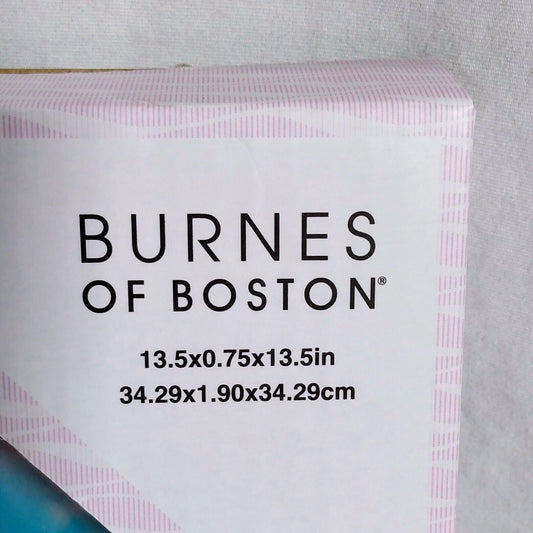 BURNES
OF BOSTON®
13.5x0.75x13.5in
34.29x1.90x34.29cm